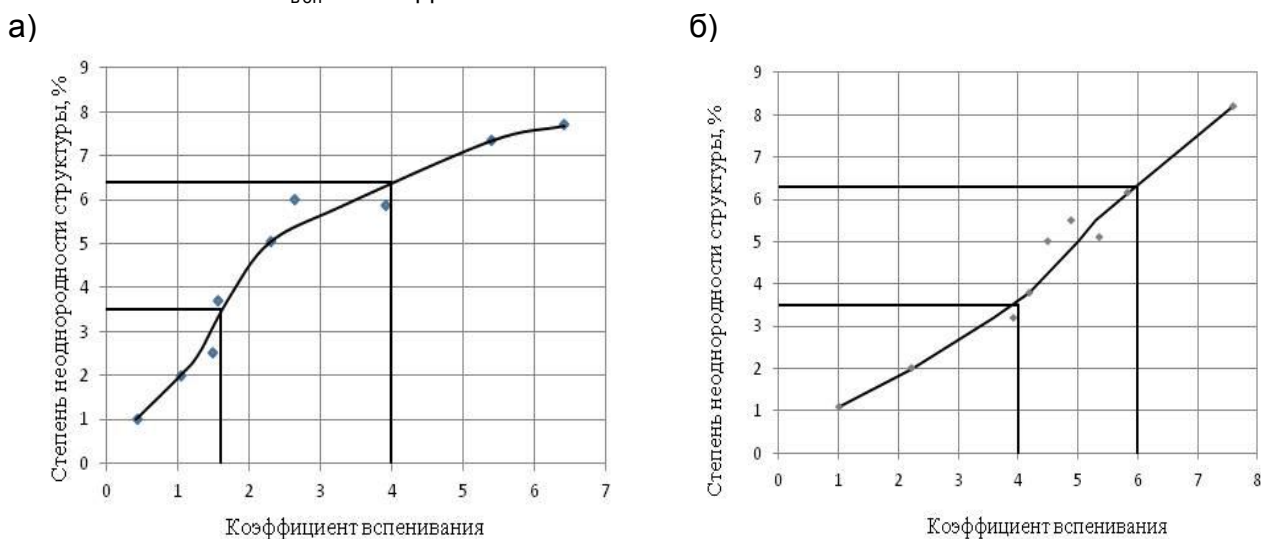 а)
Степень неоднородности структуры, %
9
8
7
6
5
4
3
2
1
0
0 1 2 3 4 5 6 7
Коэффициент вспенивания
б)
Степень неоднородности структуры, %
9
8
7
6
5
4
3
2
1
0
0 1 2 3 4 5 6 7 8
Коэффициент вспенивания